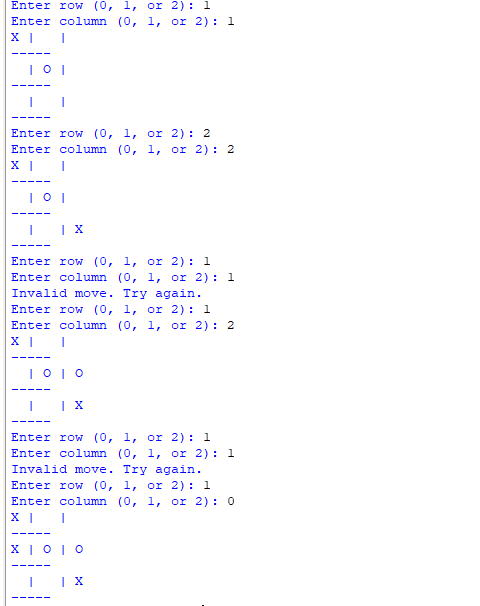 Enter row (0, 1, or 2): 1
Enter column (0, 1, or 2): 1
X |   |
-----
  | O |
-----
  |   |
-----
Enter row (0, 1, or 2): 2
Enter column (0, 1, or 2): 2
X |   |
-----
  | O |
-----
  |   | X
-----
Enter row (0, 1, or 2): 1
Enter column (0, 1, or 2): 1
Invalid move. Try again.
Enter row (0, 1, or 2): 1
Enter column (0, 1, or 2): 2
X |   |
-----
  | O | O
-----
  |   | X
-----
Enter row (0, 1, or 2): 1
Enter column (0, 1, or 2): 1
Invalid move. Try again.
Enter row (0, 1, or 2): 1
Enter column (0, 1, or 2): 0
X |   |
-----
X | O | O
-----
  |   | X
-----